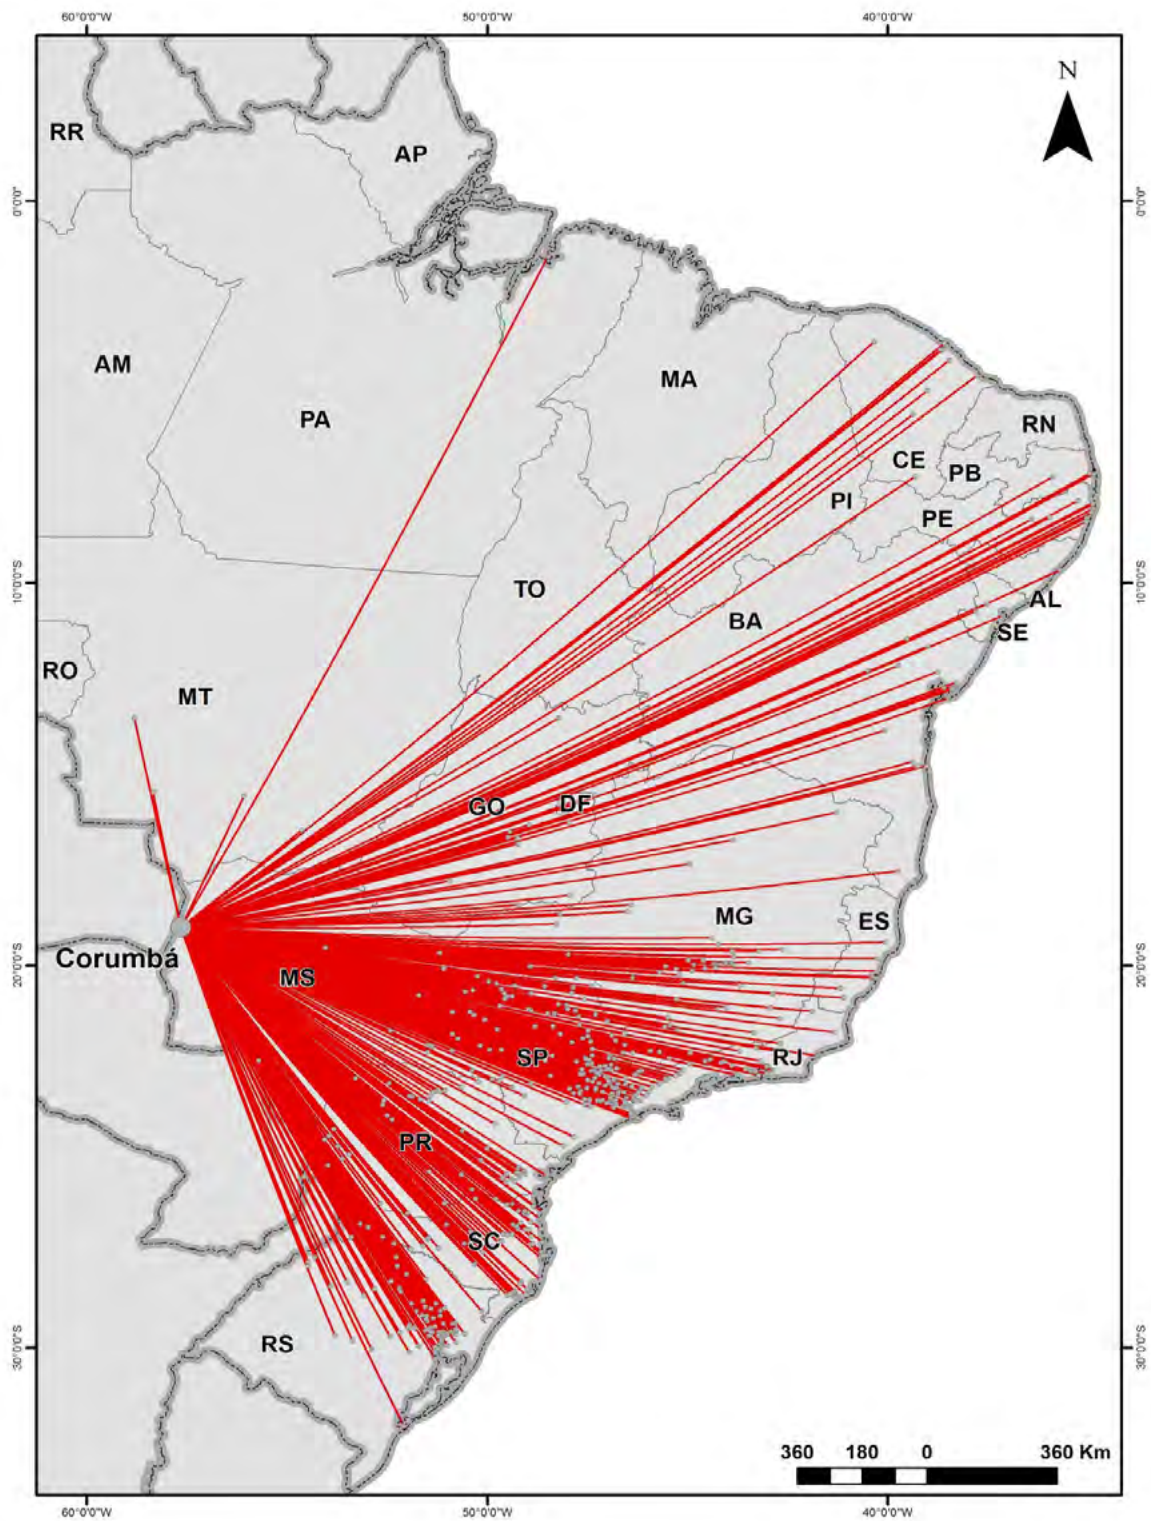 60°0'0"W 50°0'0"W 40°0'0"W
N
RR
AP
0°0'0" 0°0'0"
AM
MA
PA
RN
CE
PB
PI
PE
10°0'0"S 10°0'0"S
TO
AL
BA
SE
RO
MT
GO DF
MG
ES
Corumbá
20°0'0"S 20°0'0"S
MS
SP RJ
PR
SC
RS
30°0'0"S 30°0'0"S
360 180 0 360 Km
60°0'0"W 50°0'0"W 40°0'0"W